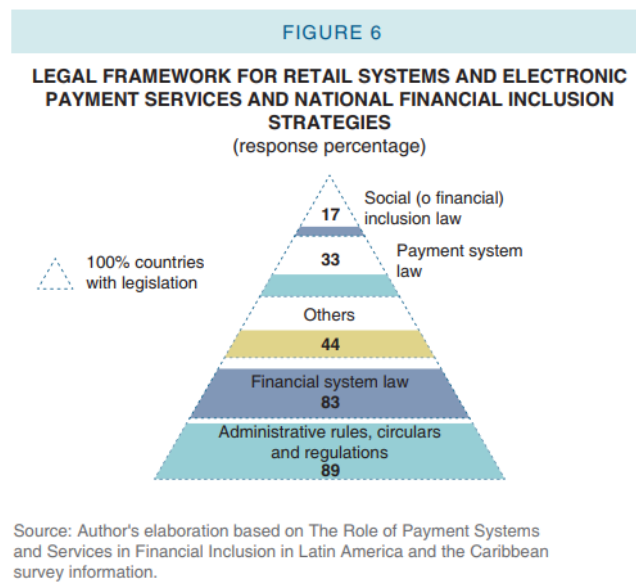 FIGURE 6
LEGAL FRAMEWORK FOR RETAIL SYSTEMS AND ELECTRONIC
PAYMENT SERVICES AND NATIONAL FINANCIAL INCLUSION
STRATEGIES
(response percentage)
Social (o financial)
inclusion law
17
Payment system
law
33
100% countries
with legislation
Others
44
Financial system law
83
Administrative rules, circulars
and regulations
89
Source: Author's elaboration based on The Role of Payment Systems
and Services in Financial Inclusion in Latin America and the Caribbean
survey information.